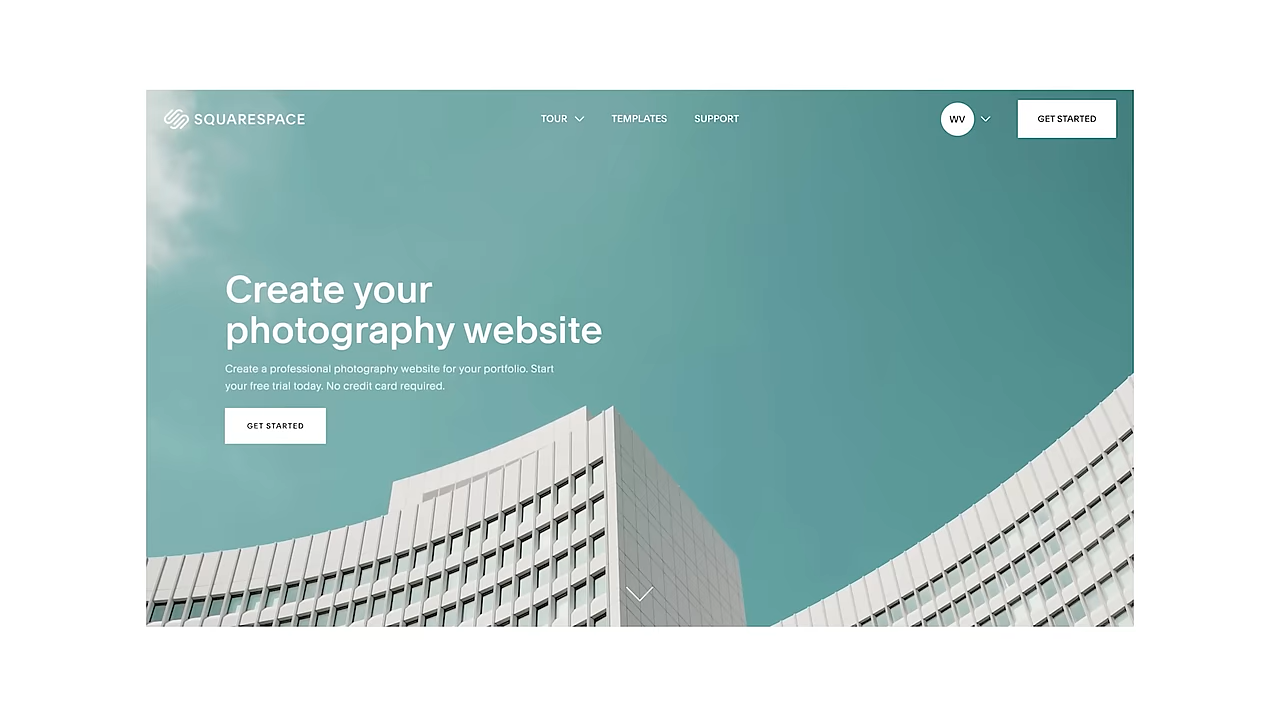 SQUARESPACE
TOUR
TEMPLATES
SUPPORT
WV
GET STARTED
Create your
photography website
Create a professional photography website for your portfolio. Start
your free trial today. No credit card required.
GET STARTED